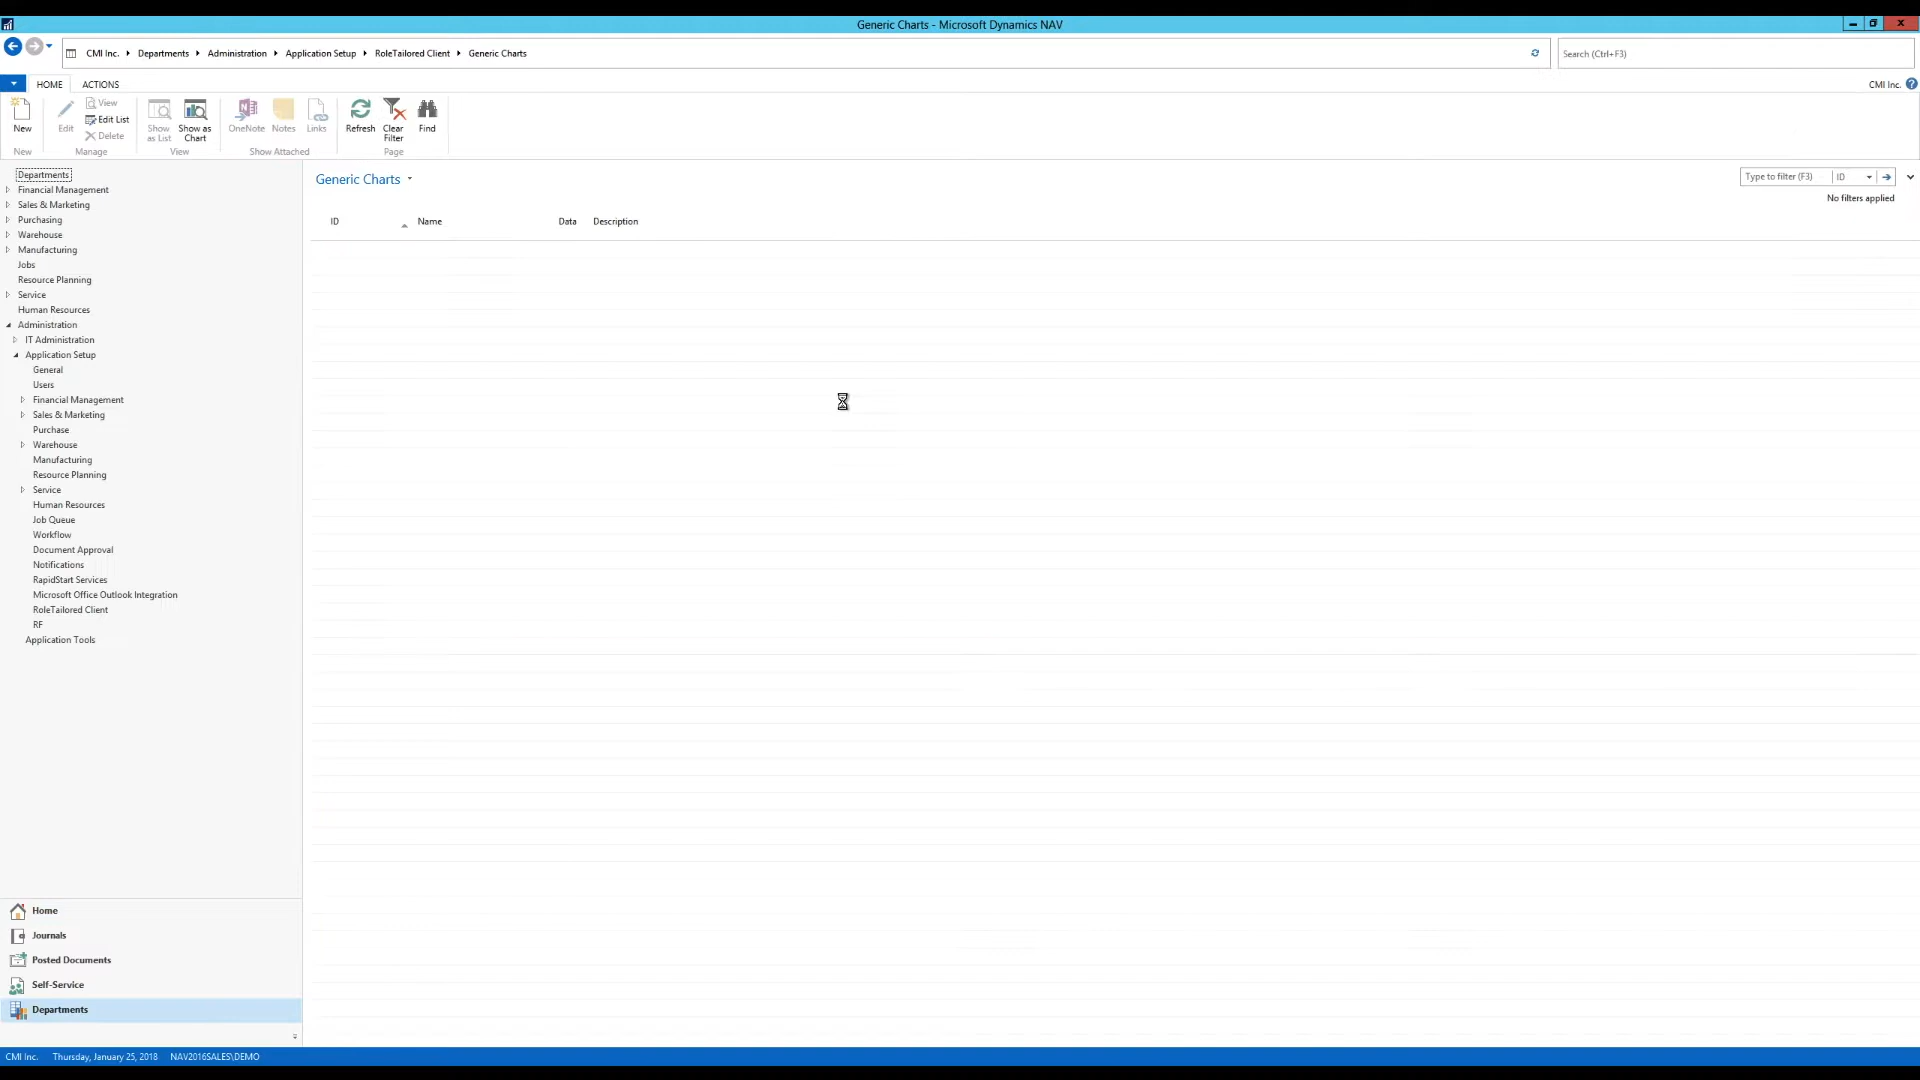 Generic Charts - Microsoft Dynamics NAV
CMI Inc. Departments Administration Application Setup RoleTailored Client Generic Charts
Search (Ctrl+F3)
HOME ACTIONS
CMI Inc.
New
Edit
View
Edit List
Delete
Show as List
Show as Chart
OneNote
Notes
Links
Refresh
Clear Filter
Find
New Manage View Show Attached Page
Departments
Financial Management
Sales & Marketing
Purchasing
Warehouse
Manufacturing
Jobs
Resource Planning
Service
Human Resources
Administration
IT Administration
Application Setup
General
Users
Financial Management
Sales & Marketing
Purchase
Warehouse
Manufacturing
Resource Planning
Service
Human Resources
Job Queue
Workflow
Document Approval
Notifications
RapidStart Services
Microsoft Office Outlook Integration
RoleTailored Client
RF
Application Tools
Home
Journals
Posted Documents
Self-Service
Departments
Generic Charts
Type to filter (F3) ID
No filters applied
ID Name Data Description
CMI Inc. Thursday, January 25, 2018 NAV2016SALES\DEMO